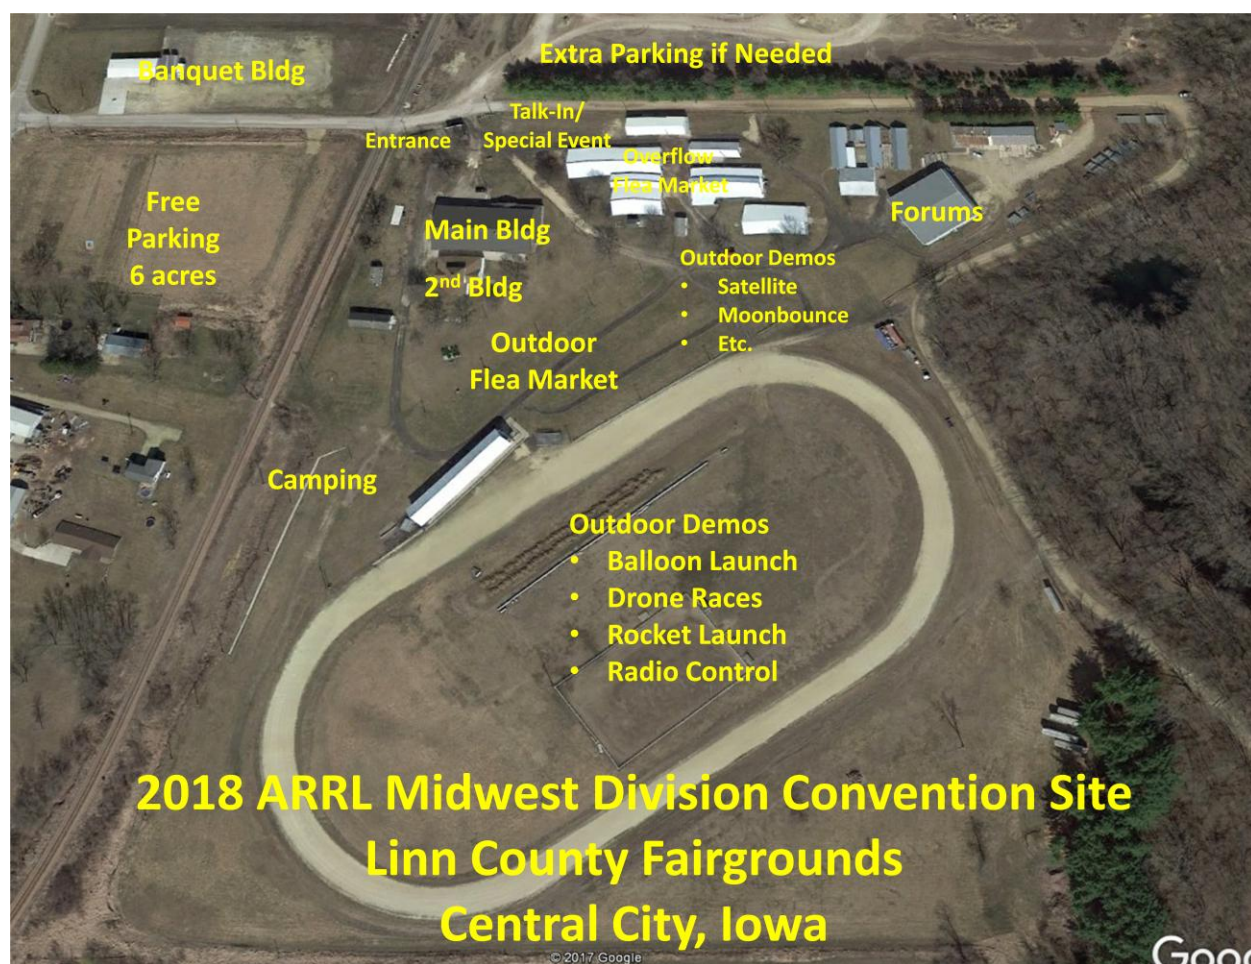 Banquet Bldg
Extra Parking if Needed
Entrance
Talk-In/
Special Event
Overflow
Flea Market
Free
Parking
6 acres
Main Bldg
2nd Bldg
Forums
Outdoor Demos
• Satellite
• Moonbounce
• Etc.
Outdoor
Flea Market
Camping
Outdoor Demos
• Balloon Launch
• Drone Races
• Rocket Launch
• Radio Control
2018 ARRL Midwest Division Convention Site
Linn County Fairgrounds
Central City, Iowa
© 2017 Google
Goog